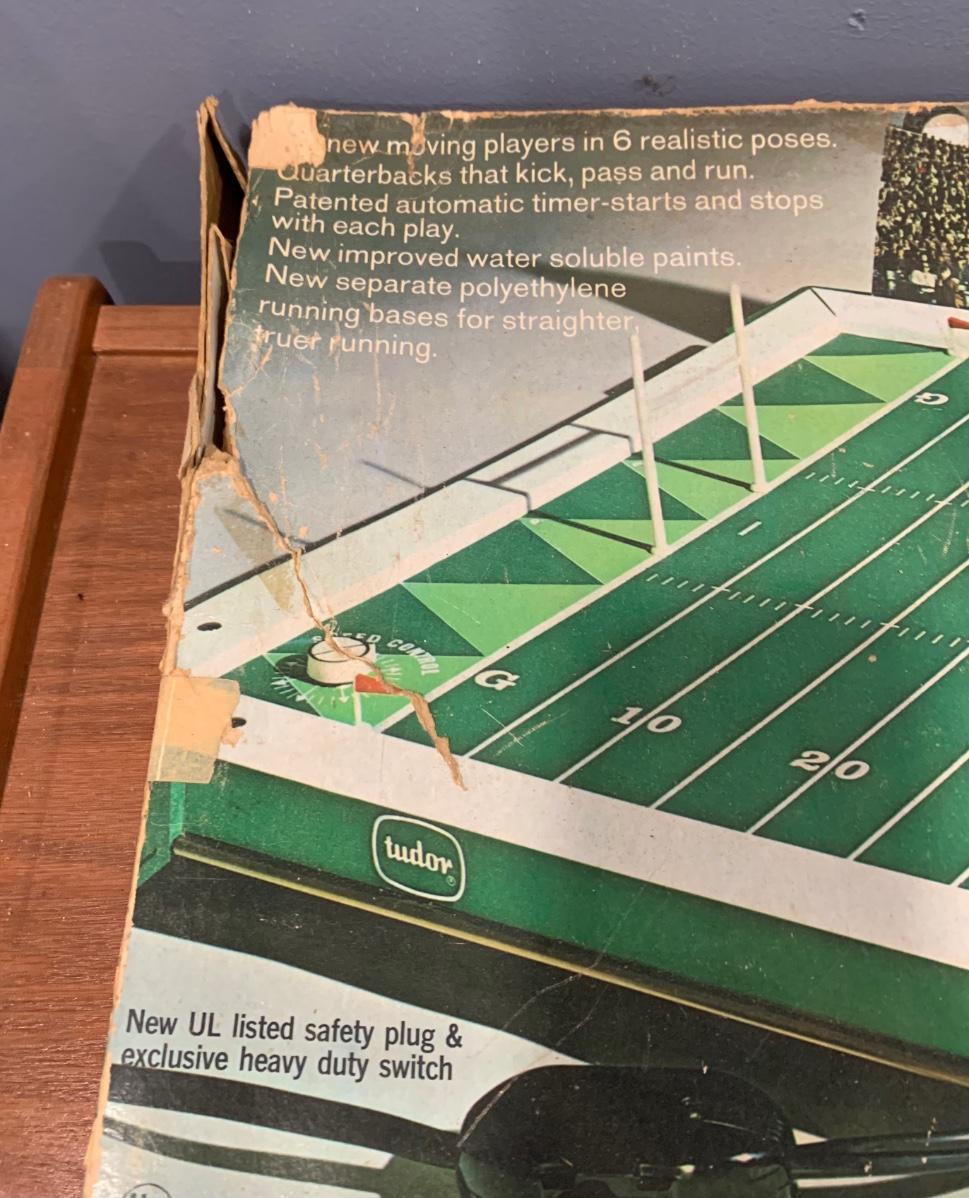 new moving players in 6 realistic poses.
Quarterbacks that kick, pass and run.
Patented automatic timer-starts and stops
with each play.
New improved water soluble paints.
New separate polyethylene
running bases for straighter,
truer running.
G
SPEED CONTROL
G
10
20
tudor®
New UL listed safety plug &
exclusive heavy duty switch